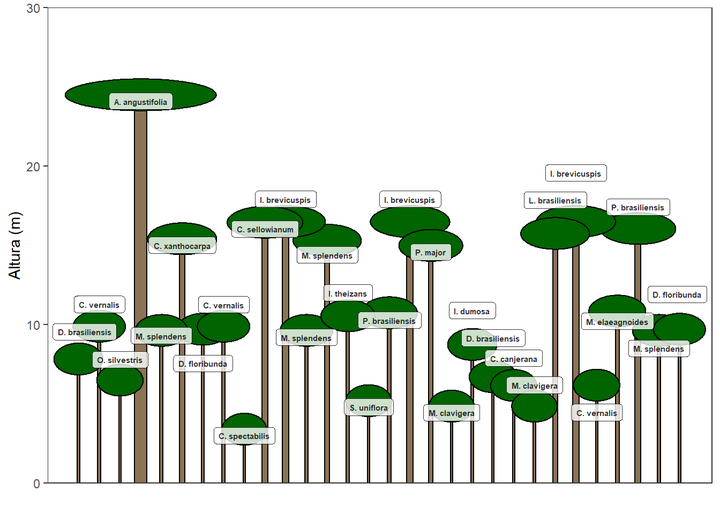 30
20
10
0
Altura (m)
A. angustifolia
I. brevicuspis
I. brevicuspis
I. brevicuspis
L. brasiliensis
P. brasiliensis
C. sellowianum
C. xanthocarpa
M. splendens
P. major
C. vernalis
C. vernalis
I. theizans
I. dumosa
D. floribunda
D. brasiliensis
M. splendens
M. splendens
P. brasiliensis
D. brasiliensis
M. elaeagnoides
M. splendens
O. silvestris
D. floribunda
C. canjerana
M. clavigera
S. uniflora
M. clavigera
C. vernalis
C. spectabilis